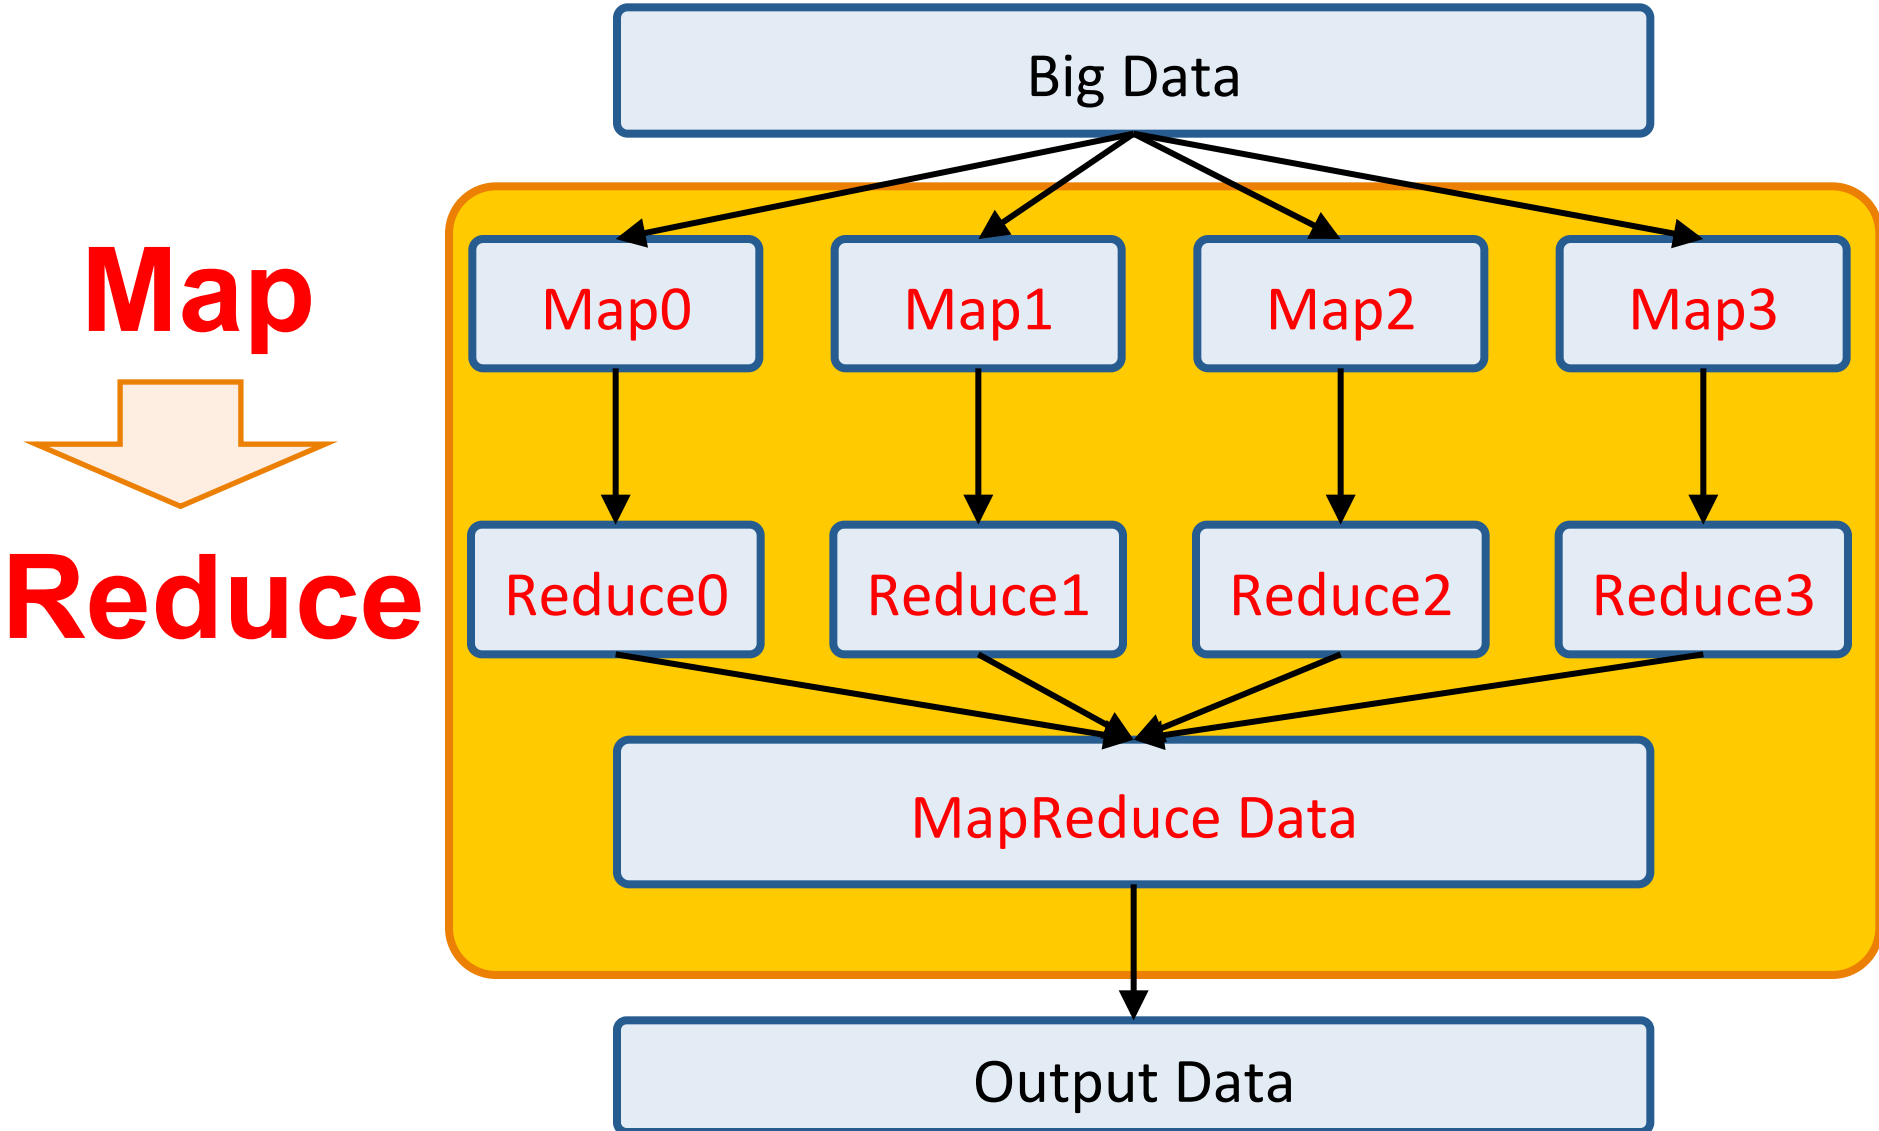 Big Data
Map
Map0
Map1
Map2
Map3
Reduce
Reduce0
Reduce1
Reduce2
Reduce3
MapReduce Data
Output Data